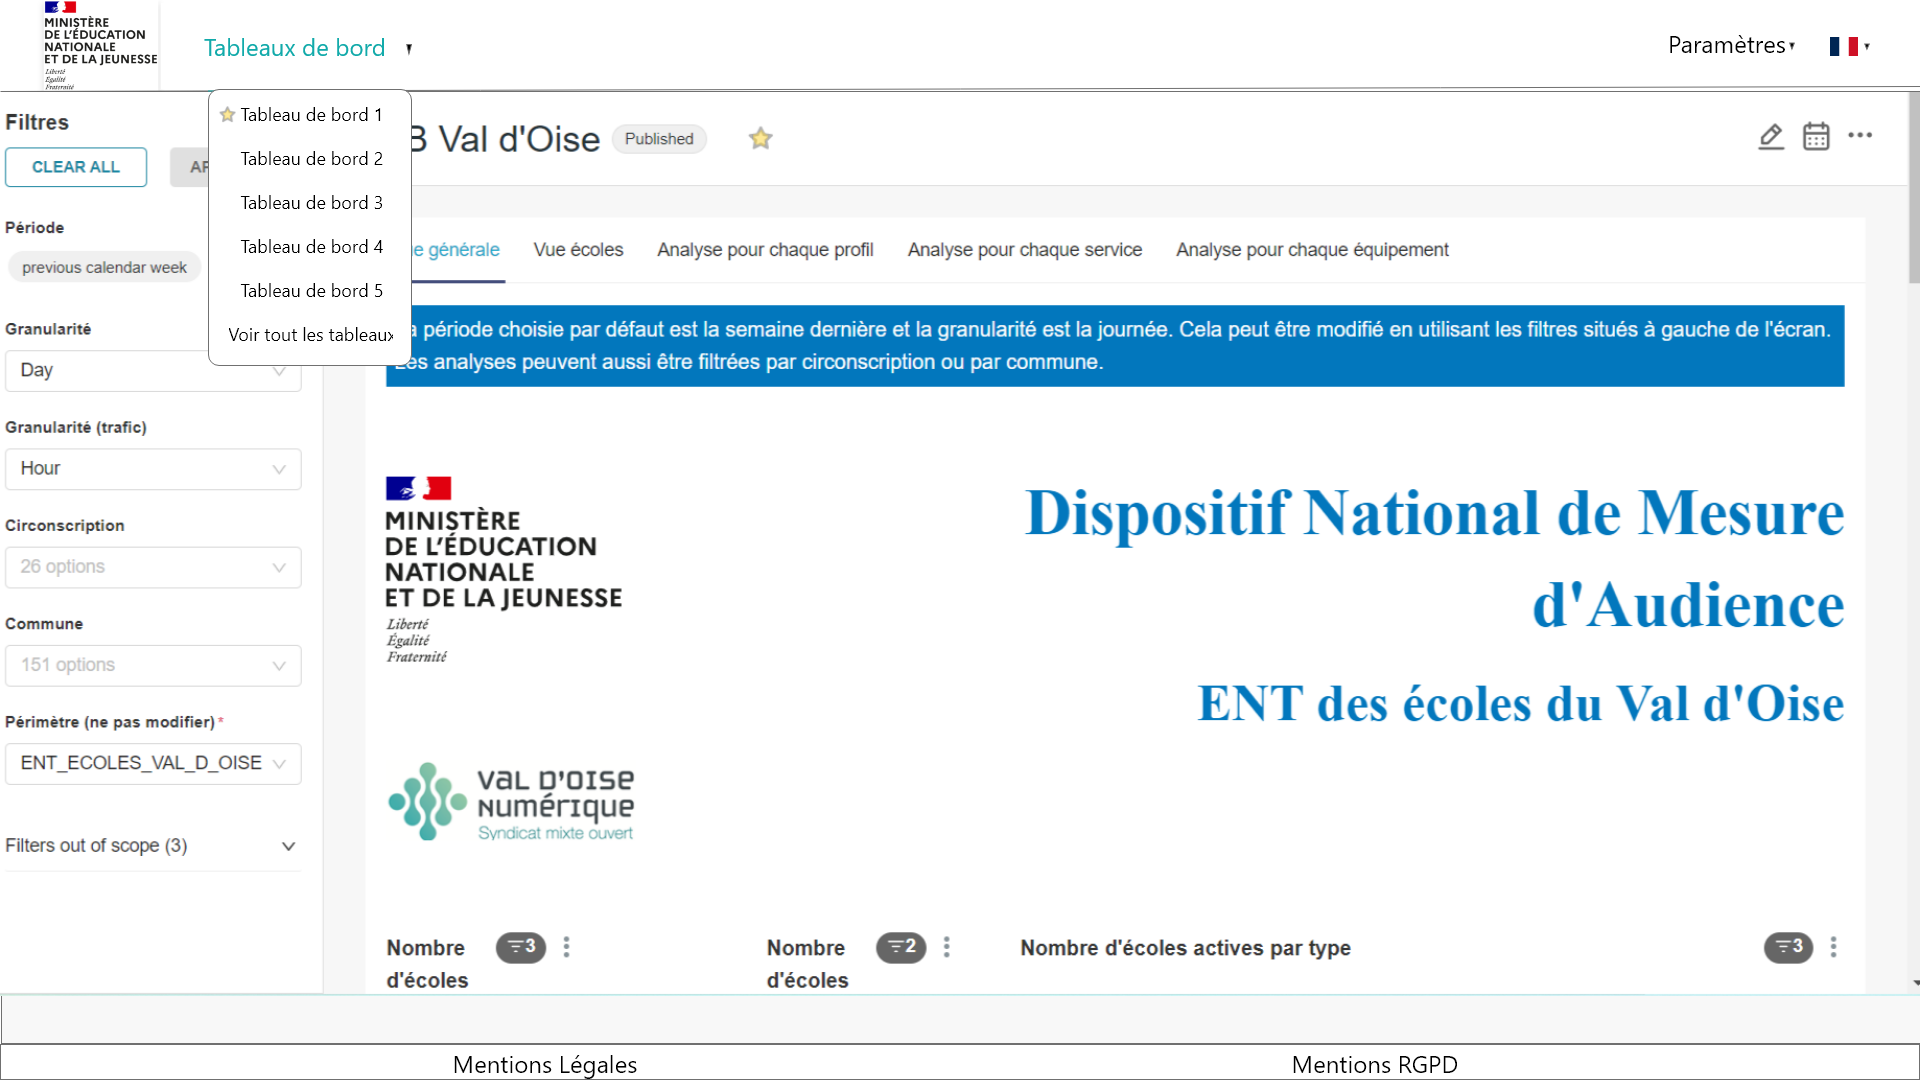 MINISTÈRE
DE L'ÉDUCATION
NATIONALE
ET DE LA JEUNESSE
Liberté
Égalité
Fraternité
Tableaux de bord
Paramètres
Tableau de bord 1
Tableau de bord 2
Tableau de bord 3
Tableau de bord 4
Tableau de bord 5
Voir tout les tableaux
Filtres
CLEAR ALL
Période
previous calendar week
Granularité
Day
Granularité (trafic)
Hour
Circonscription
26 options
Commune
151 options
Périmètre (ne pas modifier)*
ENT_ECOLES_VAL_D_OISE
Filters out of scope (3)
B Val d'Oise
Published
générale
Vue écoles
Analyse pour chaque profil
Analyse pour chaque service
Analyse pour chaque équipement
période choisie par défaut est la semaine dernière et la granularité est la journée. Cela peut être modifié en utilisant les filtres situés à gauche de l'écran.
Les analyses peuvent aussi être filtrées par circonscription ou par commune.
MINISTÈRE
DE L'ÉDUCATION
NATIONALE
ET DE LA JEUNESSE
Liberté
Égalité
Fraternité
Dispositif National de Mesure
d'Audience
ENT des écoles du Val d'Oise
VAL D'OISE
NUMÉRIQUE
Syndicat mixte ouvert
Nombre
d'écoles
3
Nombre
d'écoles
2
Nombre d'écoles actives par type
3
Mentions Légales
Mentions RGPD